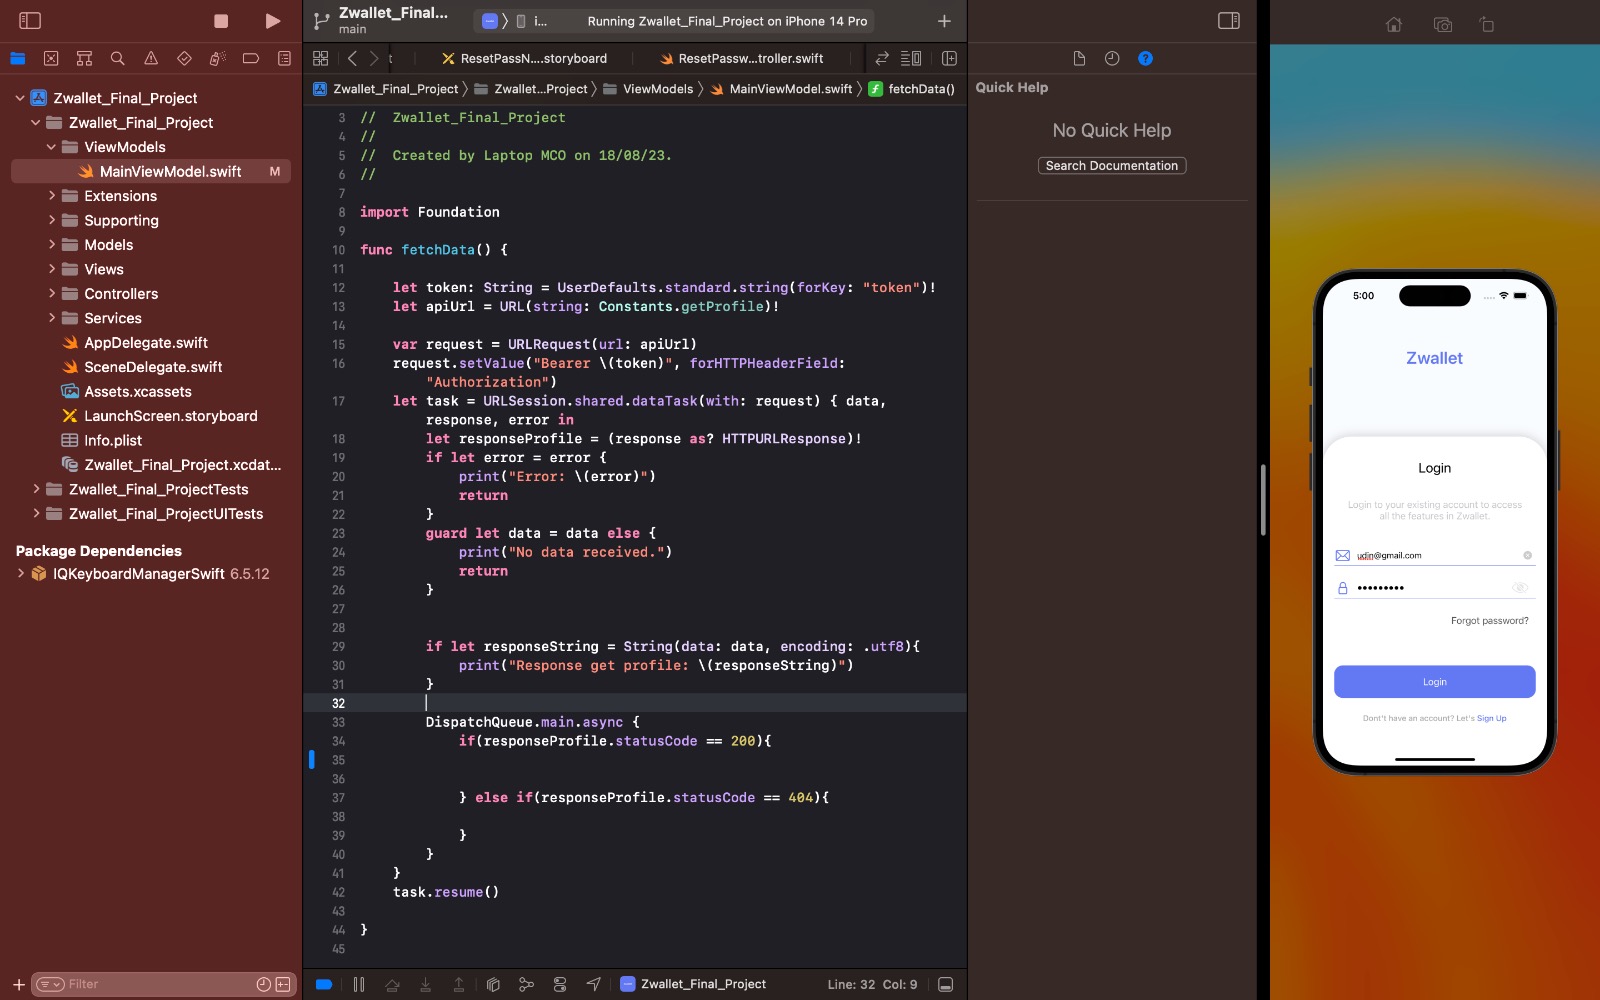 Zwallet_Final...
main
i...
Running Zwallet_Final_Project on iPhone 14 Pro
t
ResetPassN....storyboard
ResetPassw...troller.swift
Zwallet_Final_Project
Zwallet...Project
ViewModels
MainViewModel.swift
fetchData()
Zwallet_Final_Project
Zwallet_Final_Project
ViewModels
MainViewModel.swift
M
Extensions
Supporting
Models
Views
Controllers
Services
AppDelegate.swift
SceneDelegate.swift
Assets.xcassets
LaunchScreen.storyboard
Info.plist
Zwallet_Final_Project.xcdat...
Zwallet_Final_ProjectTests
Zwallet_Final_ProjectUITests
Package Dependencies
IQKeyboardManagerSwift 6.5.12
Filter
3 //  Zwallet_Final_Project
4 //
5 //  Created by Laptop MCO on 18/08/23.
6 //
7
8 import Foundation
9
10 func fetchData() {
11
12     let token: String = UserDefaults.standard.string(forKey: "token")!
13     let apiUrl = URL(string: Constants.getProfile)!
14
15     var request = URLRequest(url: apiUrl)
16     request.setValue("Bearer \(token)", forHTTPHeaderField:
"Authorization")
17     let task = URLSession.shared.dataTask(with: request) { data,
response, error in
18         let responseProfile = (response as? HTTPURLResponse)!
19         if let error = error {
20             print("Error: \(error)")
21             return
22         }
23         guard let data = data else {
24             print("No data received.")
25             return
26         }
27
28
29         if let responseString = String(data: data, encoding: .utf8){
30             print("Response get profile: \(responseString)")
31         }
32
33         DispatchQueue.main.async {
34             if(responseProfile.statusCode == 200){
35
36
37             } else if(responseProfile.statusCode == 404){
38
39             }
40         }
41     }
42     task.resume()
43
44 }
45
Zwallet_Final_Project
Line: 32 Col: 9
Quick Help
No Quick Help
Search Documentation
5:00
Zwallet
Login
Login to your existing account to access
all the features in Zwallet.
udin@gmail.com
•••••••••
Forgot password?
Login
Dont't have an account? Let's Sign Up